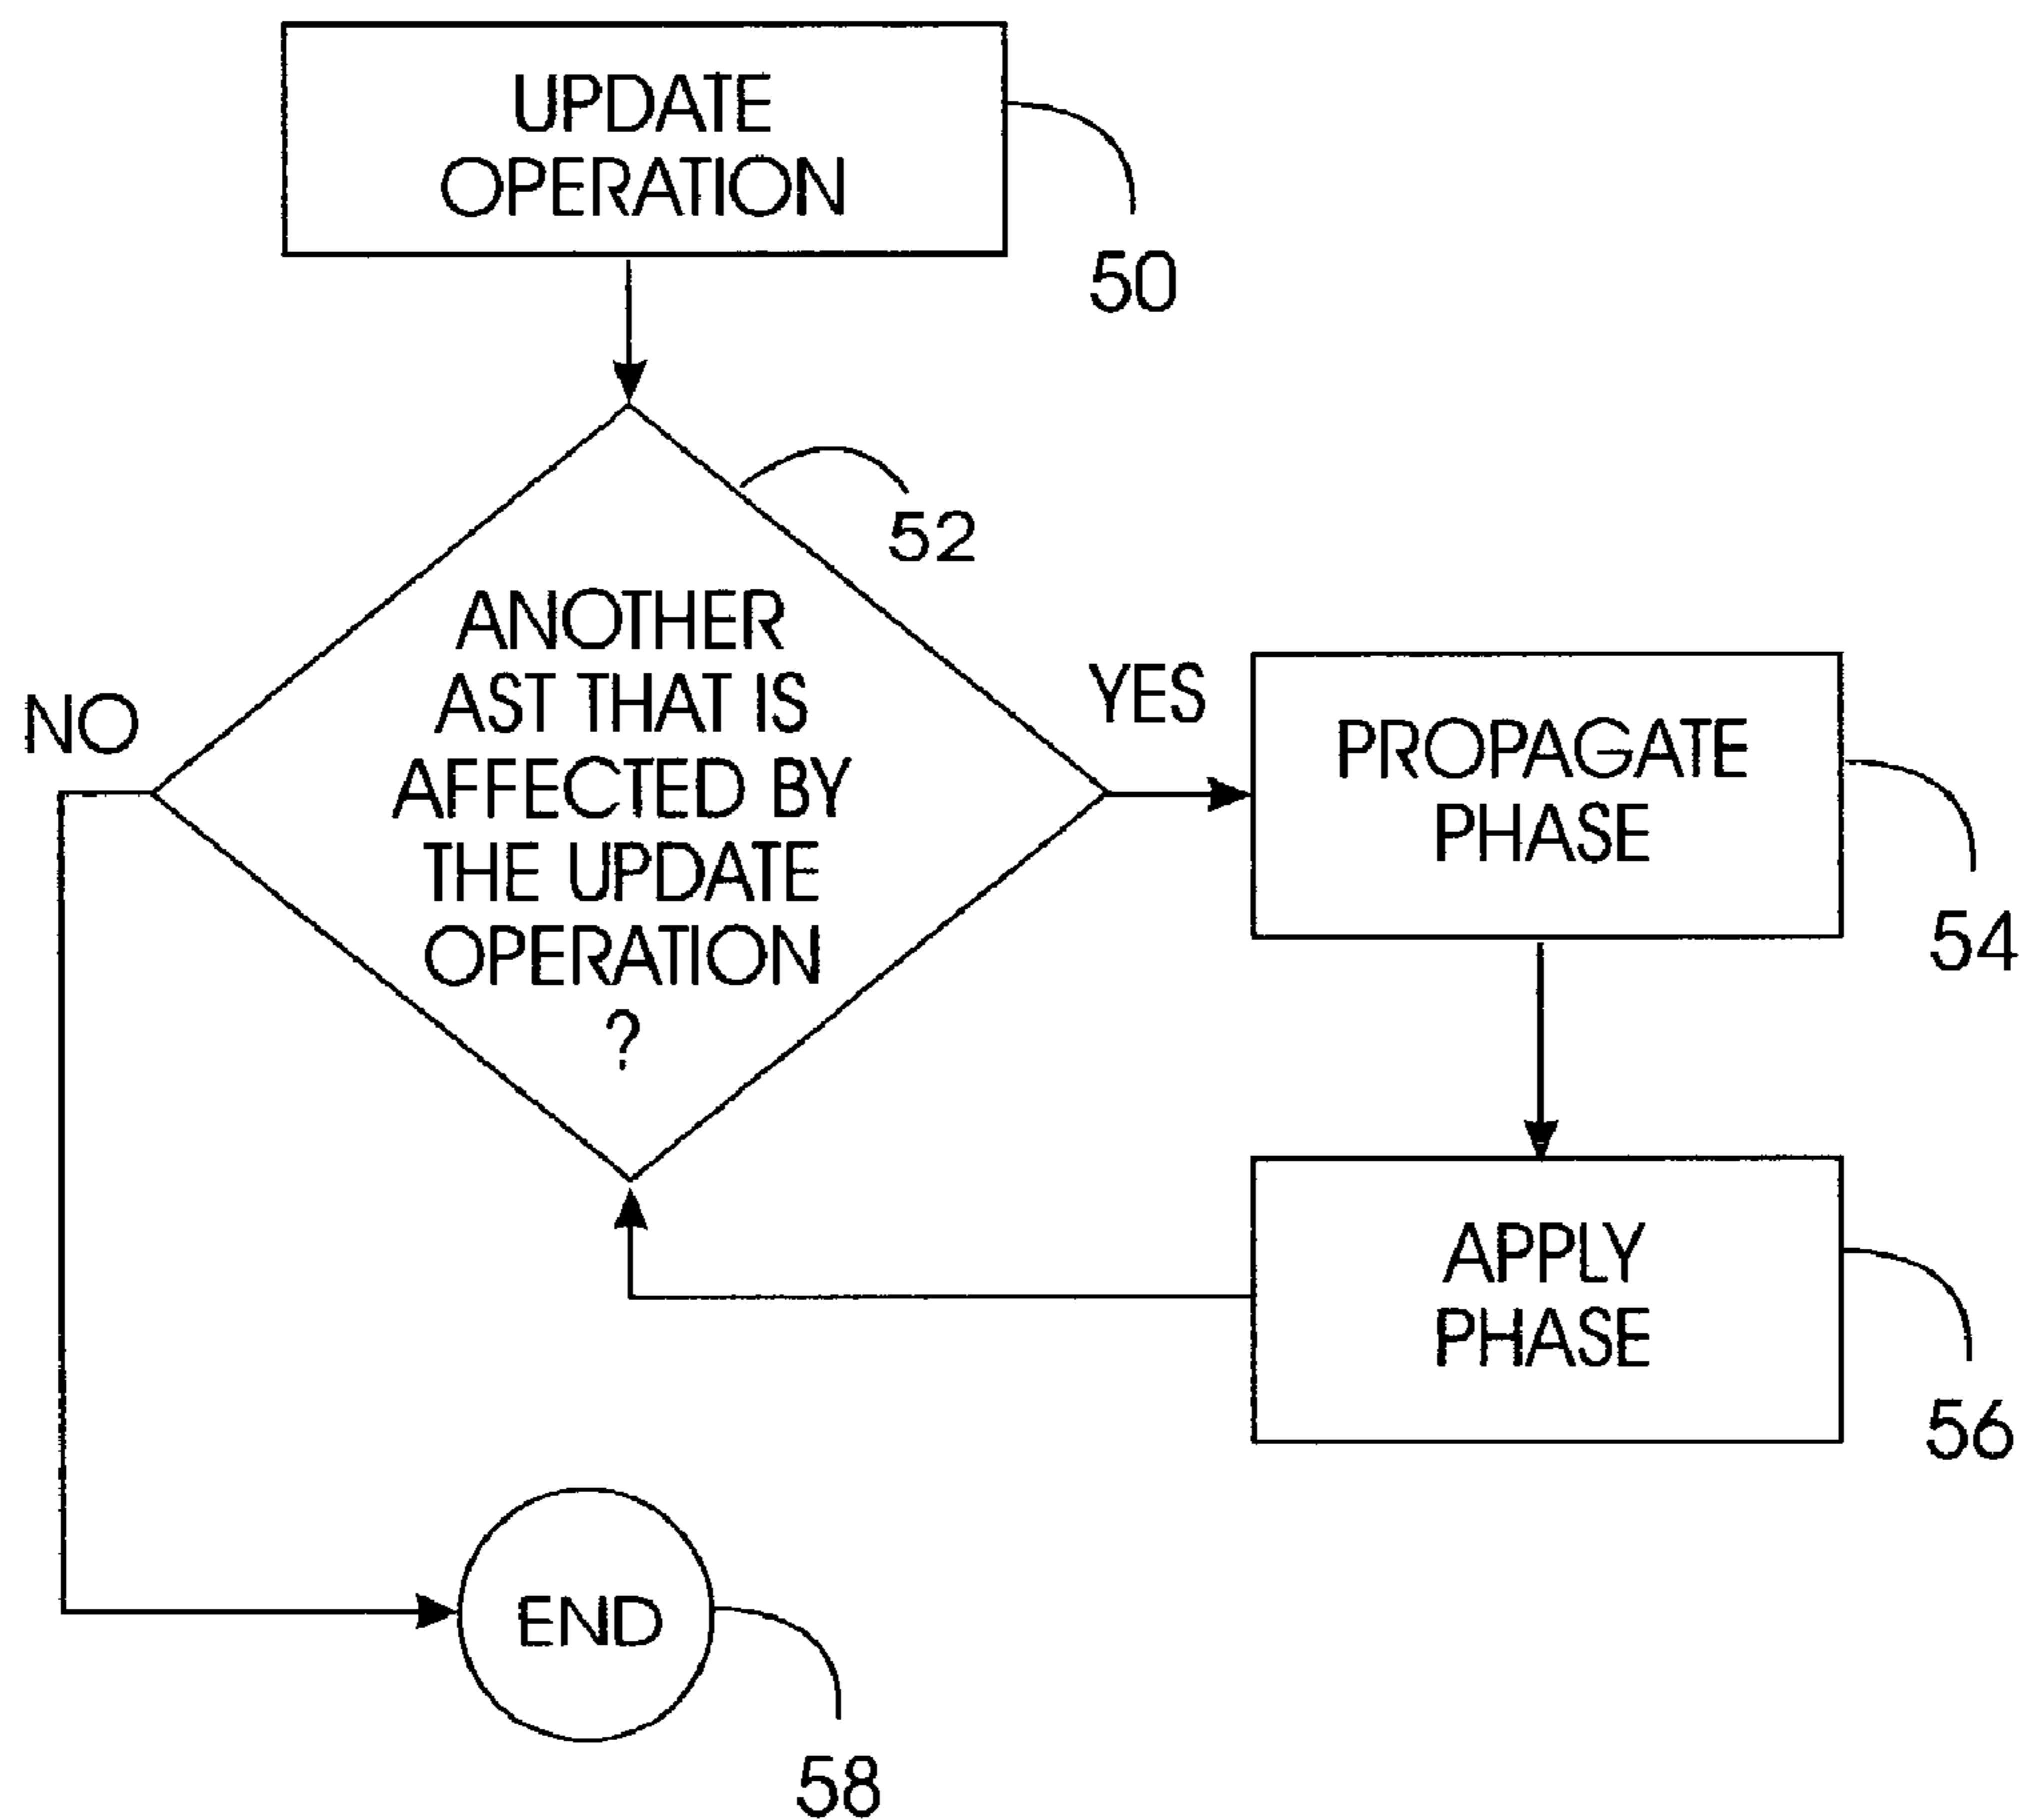 UPDATE
OPERATION
50
52
ANOTHER
AST THAT IS
AFFECTED BY
THE UPDATE
OPERATION
?
NO
YES
PROPAGATE
PHASE
54
APPLY
PHASE
56
END
58